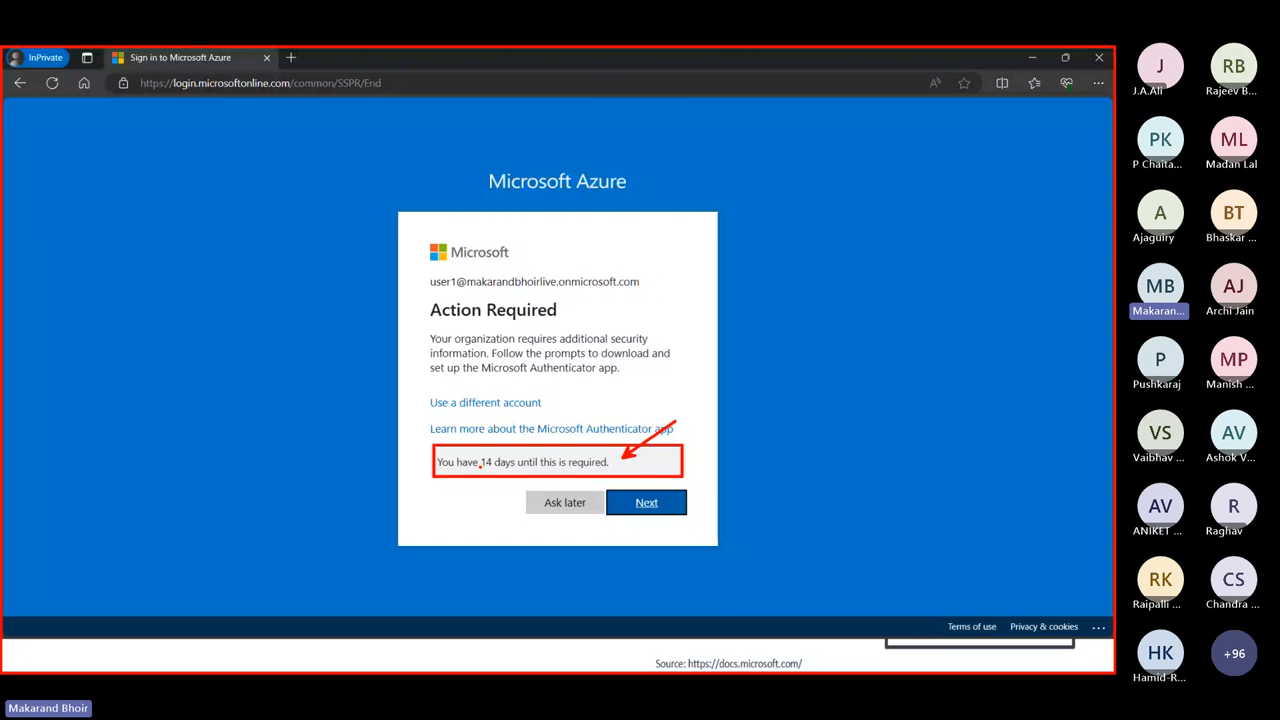 InPrivate
Sign in to Microsoft Azure
https://login.microsoftonline.com/common/SSPR/End
Microsoft Azure
Microsoft
user1@makarandbhoirlive.onmicrosoft.com
Action Required
Your organization requires additional security
information. Follow the prompts to download and
set up the Microsoft Authenticator app.
Use a different account
Learn more about the Microsoft Authenticator app
You have 14 days until this is required.
Ask later
Next
Terms of use
Privacy & cookies
Source: https://docs.microsoft.com/
Makarand Bhoir
J
J.A.Ali
RB
Rajeev B...
PK
P Chaita...
ML
Madan Lal
A
Ajaguiry
BT
Bhaskar ...
MB
Makaran...
AJ
Archi Jain
P
Pushkaraj
MP
Manish ...
VS
Vaibhav ...
AV
Ashok V...
AV
ANIKET ...
R
Raghav
RK
Raipalli ...
CS
Chandra ...
HK
Hamid-R...
+96